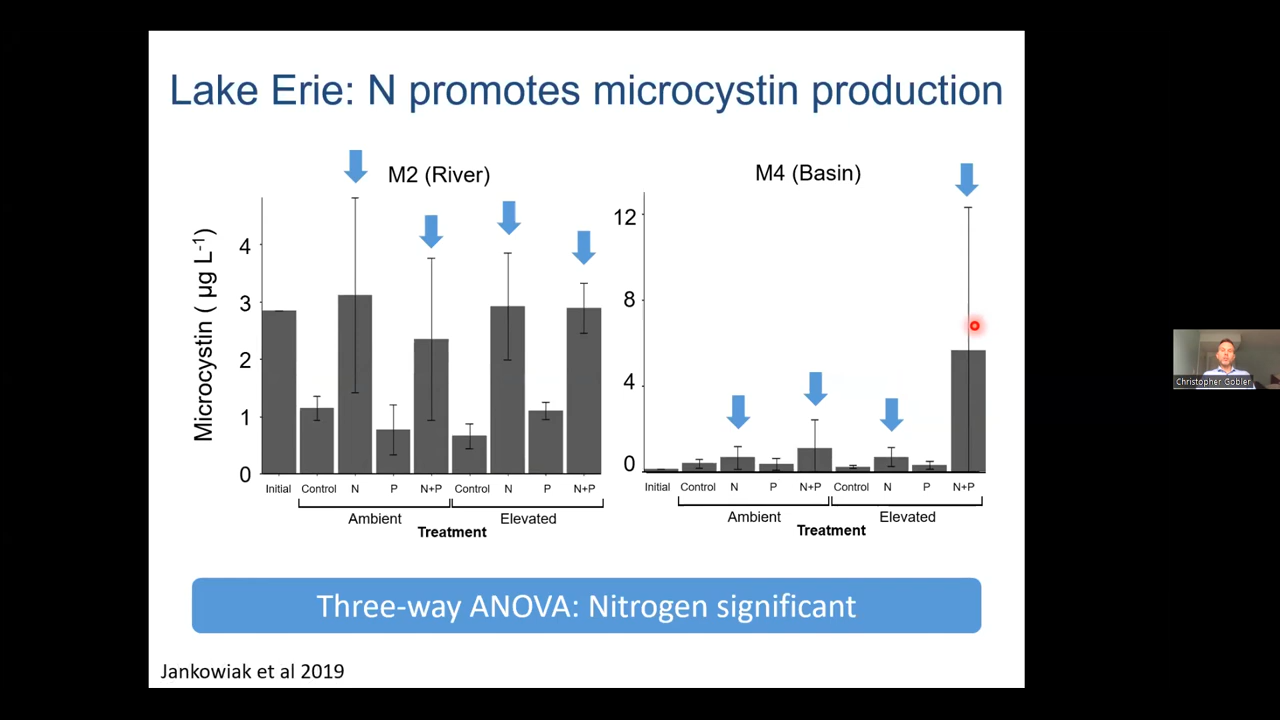 Lake Erie: N promotes microcystin production
M2 (River)
Microcystin ( µg L-1)
4
3
2
1
0
Initial Control N P N+P Control N P N+P
Ambient Elevated
Treatment
M4 (Basin)
12
8
4
0
Initial Control N P N+P Control N P N+P
Ambient Elevated
Treatment
Three-way ANOVA: Nitrogen significant
Jankowiak et al 2019
Christopher Gobler